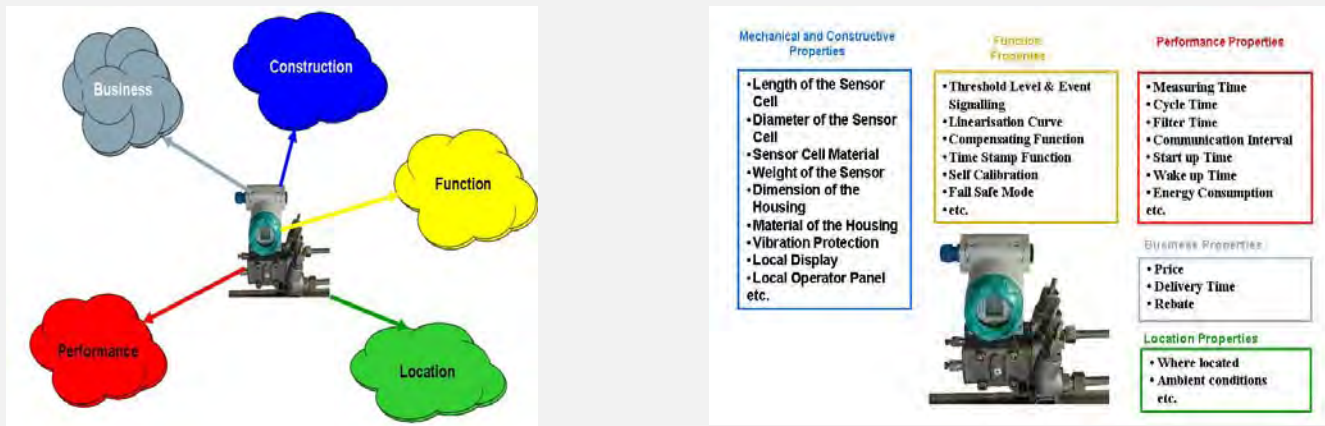 Business
Construction
Function
Performance
Location
Mechanical and Constructive
Properties
•Length of the Sensor
Cell
•Diameter of the Sensor
Cell
•Sensor Cell Material
•Weight of the Sensor
•Dimension of the
Housing
•Material of the Housing
•Vibration Protection
•Local Display
•Local Operator Panel
etc.
Function
Properties
•Threshold Level & Event
Signalling
•Linearisation Curve
•Compensating Function
•Time Stamp Function
•Self Calibration
•Fail Safe Mode
•etc.
Performance Properties
• Measuring Time
• Cycle Time
• Filter Time
• Communication Interval
• Start up Time
• Wake up Time
• Energy Consumption
etc.
Business Properties
• Price
• Delivery Time
• Rebate
Location Properties
• Where located
• Ambient conditions
etc.